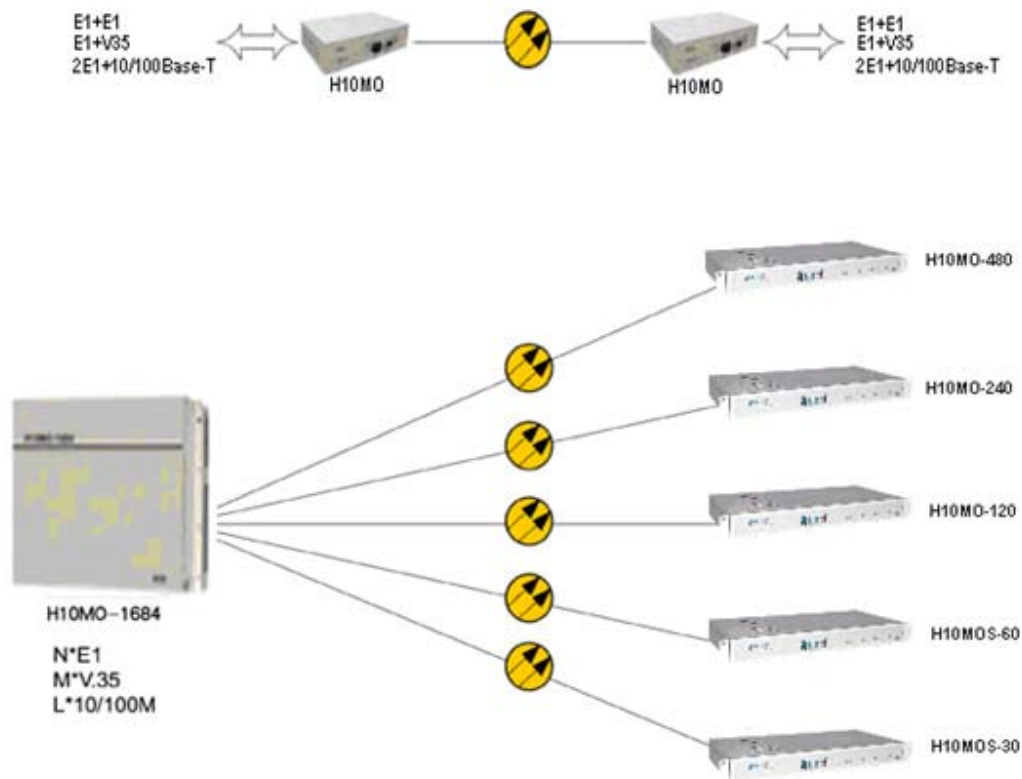 E1+E1
E1+V35
2E1+10/100Base-T
H10MO
H10MO
E1+E1
E1+V35
2E1+10/100Base-T
H10MO-480
H10MO-240
H10MO-120
H10MO-1684
N*E1
M*V.35
L*10/100M
H10MOS-60
H10MOS-30